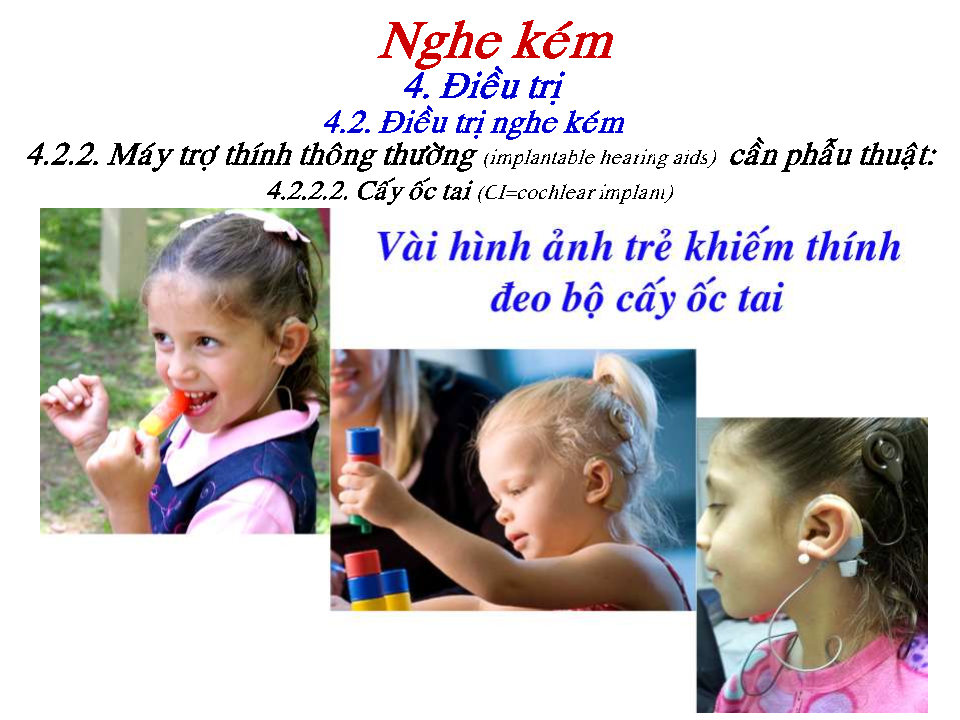 Nghe kém
4. Điều trị
4.2. Điều trị nghe kém
4.2.2. Máy trợ thính thông thường (implantable hearing aids) cần phẫu thuật:
4.2.2.2. Cấy ốc tai (CI=cochlear implant)
Vài hình ảnh trẻ khiếm thính
đeo bộ cấy ốc tai